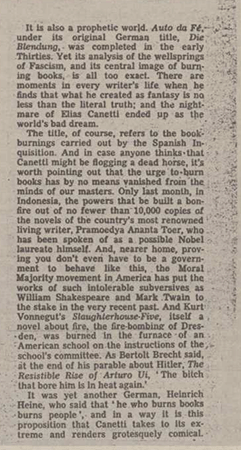 It is also a prophetic world. Auto da Fé,
under its original German title, Die
Blendung, was completed in the early
Thirties. Yet its analysis of the wellsprings
of Fascism, and its central image of burn-
ing books, is all too exact. There are
moments in every writer's life when he
finds that what he created as fantasy is no
less than the literal truth; and the night-
mare of Elias Canetti ended up as the
world's bad dream.
The title, of course, refers to the book-
burnings carried out by the Spanish In-
quisition. And in case anyone thinks that
Canetti might be flogging a dead horse, it's
worth pointing out that the urge to burn
books has by no means vanished from the
minds of our masters. Only last month, in
Indonesia, the powers that be built a bon-
fire out of no fewer than 10,000 copies of
the novels of the country's most renowned
living writer, Pramoedya Ananta Toer, who
has been spoken of as a possible Nobel
laureate himself. And, nearer home, prov-
ing you don't even have to be a govern-
ment to behave like this, the Moral
Majority movement in America has put the
works of such intolerable subversives as
William Shakespeare and Mark Twain to
the stake in the very recent past. And Kurt
Vonnegut's Slaughterhouse-Five, itself a
novel about fire, the fire-bombing of Dres-
den, was burned in the furnace of an
American school on the instructions of the
school's committee. As Bertolt Brecht said,
at the end of his parable about Hitler, The
Resistible Rise of Arturo Ui, 'The bitch
that bore him is in heat again.'
It was yet another German, Heinrich
Heine, who said that 'he who burns books
burns people', and in a way it is this
proposition that Canetti takes to its ex-
treme and renders grotesquely comical.